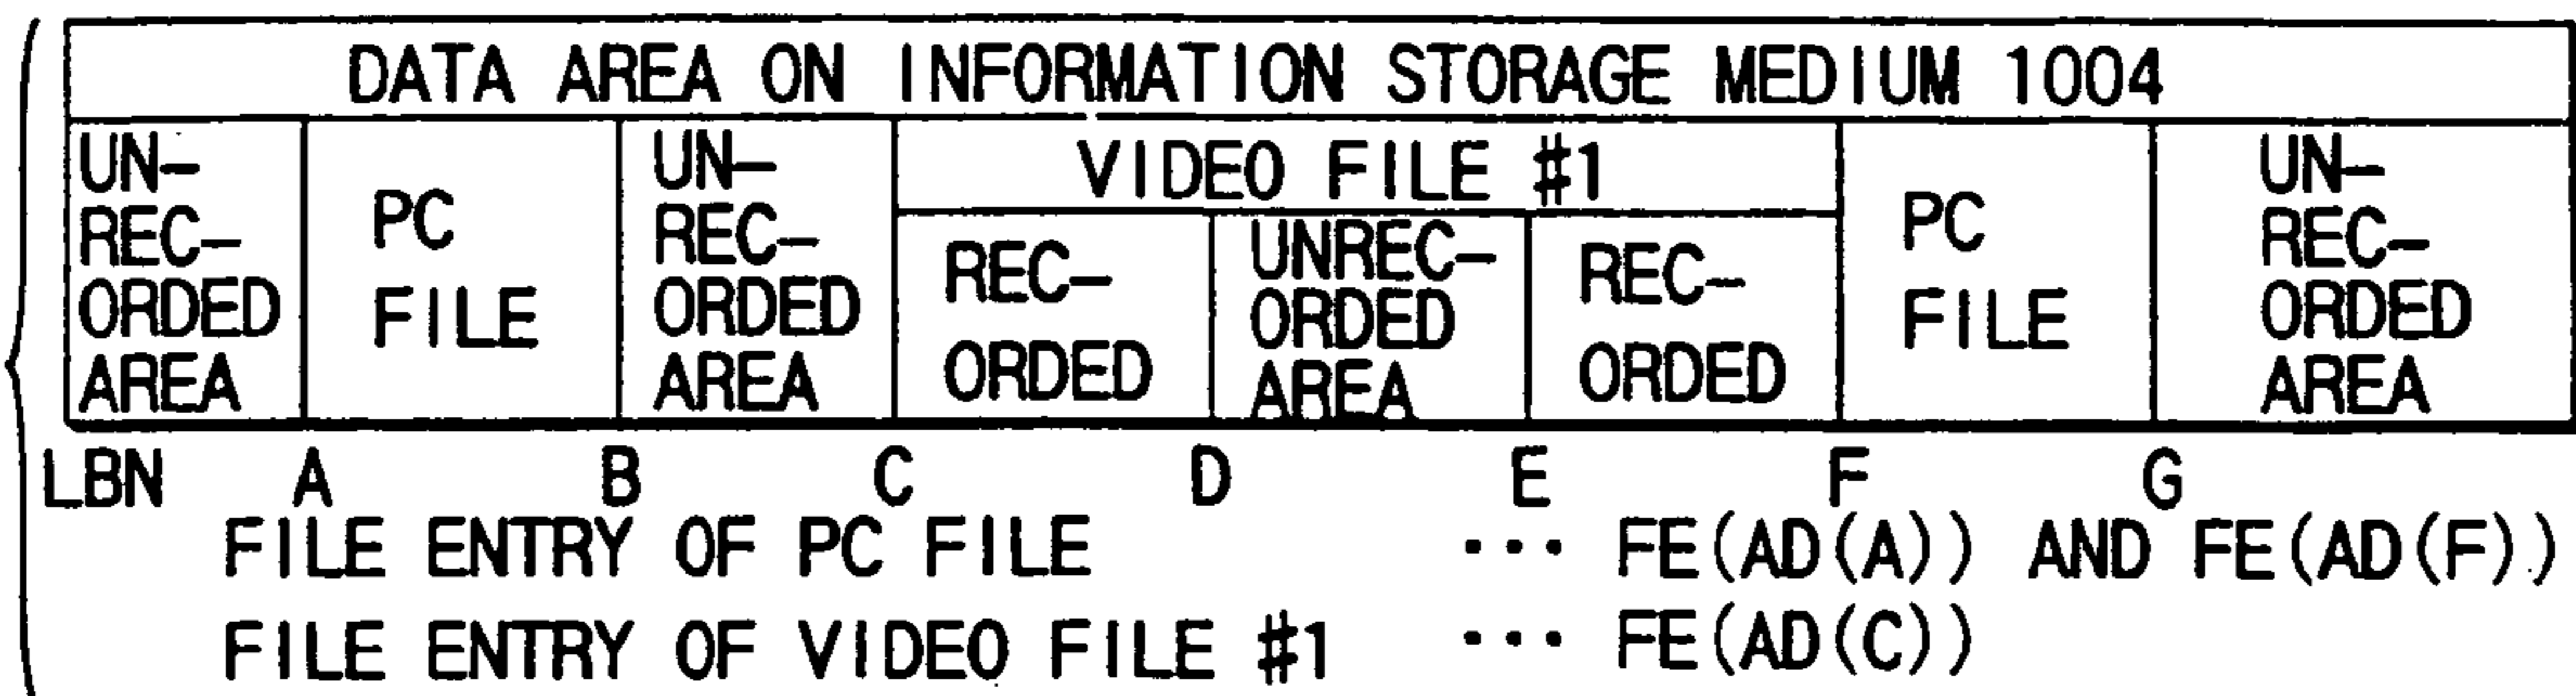 DATA AREA ON INFORMATION STORAGE MEDIUM 1004
UN-
REC-
ORDED
AREA
PC
FILE
UN-
REC-
ORDED
AREA
VIDEO FILE #1
REC-
ORDED
UNREC-
ORDED
AREA
REC-
ORDED
PC
FILE
UN-
REC-
ORDED
AREA
LBN A B C D E F G
FILE ENTRY OF PC FILE ... FE(AD(A)) AND FE(AD(F))
FILE ENTRY OF VIDEO FILE #1 ... FE(AD(C))